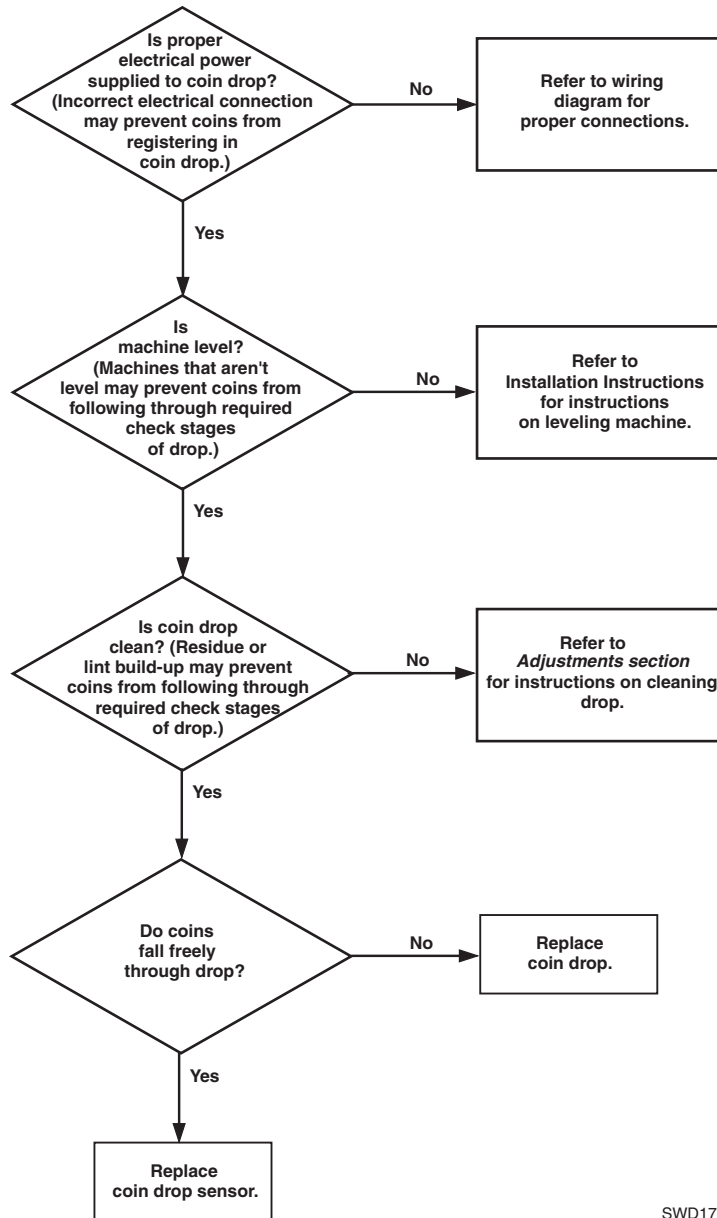 Is proper
electrical power
supplied to coin drop?
(Incorrect electrical connection
may prevent coins from
registering in
coin drop.)
No
Refer to wiring
diagram for
proper connections.
Yes
Is
machine level?
(Machines that aren't
level may prevent coins from
following through required
check stages
of drop.)
No
Refer to
Installation Instructions
for instructions
on leveling machine.
Yes
Is coin drop
clean? (Residue or
lint build-up may prevent
coins from following through
required check stages
of drop.)
No
Refer to
Adjustments section
for instructions on cleaning
drop.
Yes
Do coins
fall freely
through drop?
No
Replace
coin drop.
Yes
Replace
coin drop sensor.
SWD17